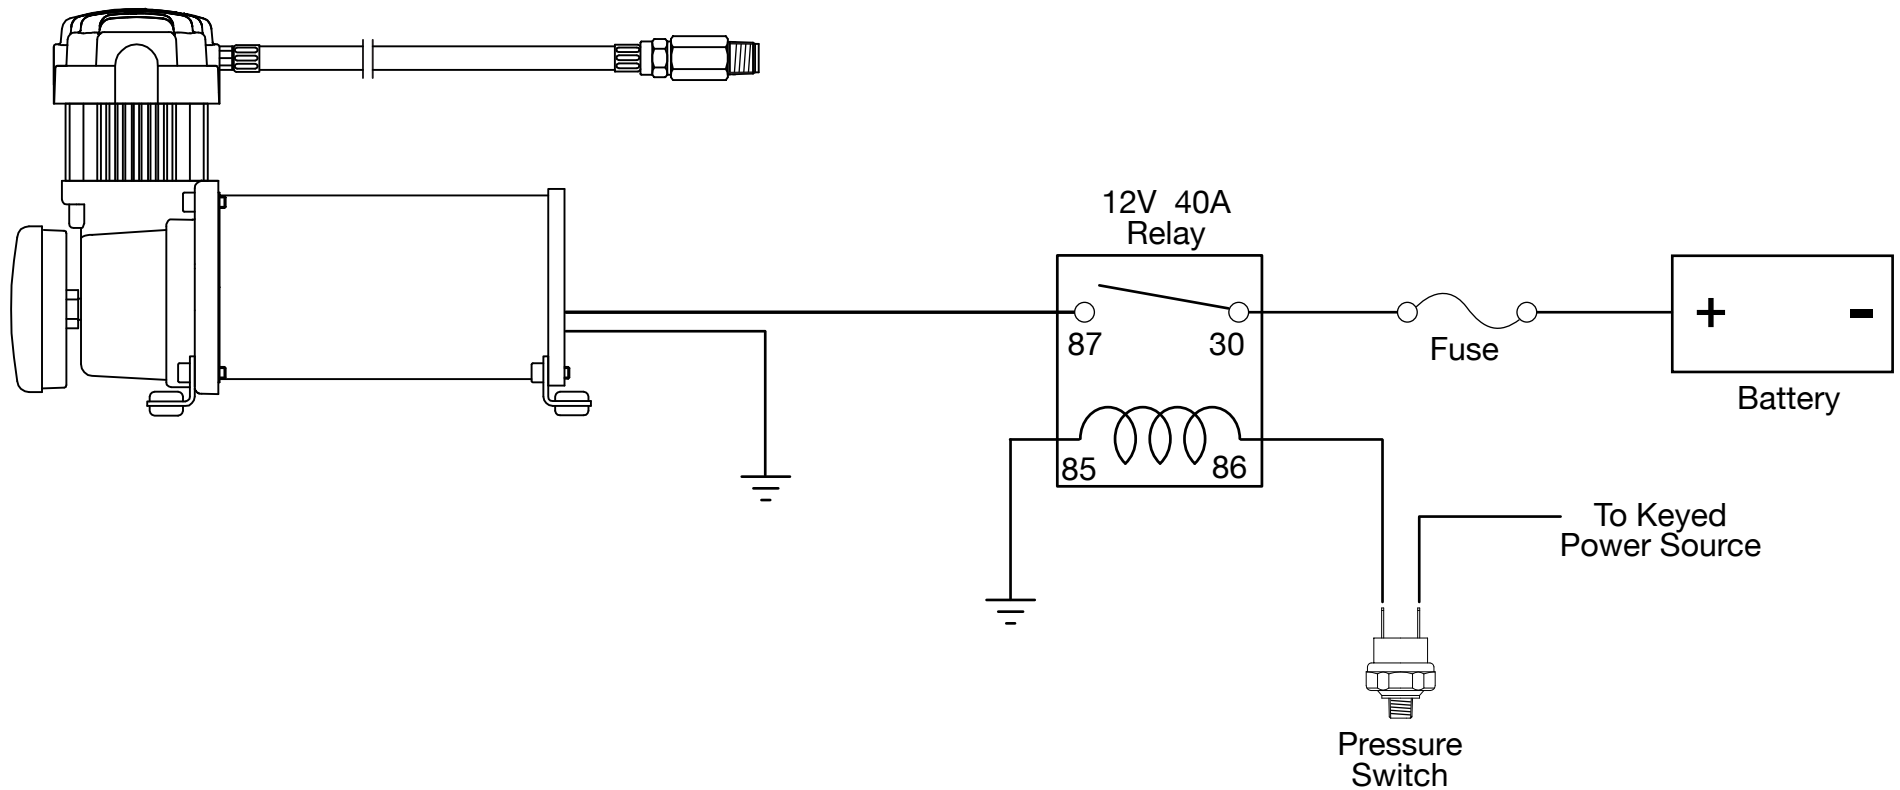 12V 40A
Relay
87
30
85
86
Fuse
+
-
Battery
To Keyed
Power Source
Pressure
Switch